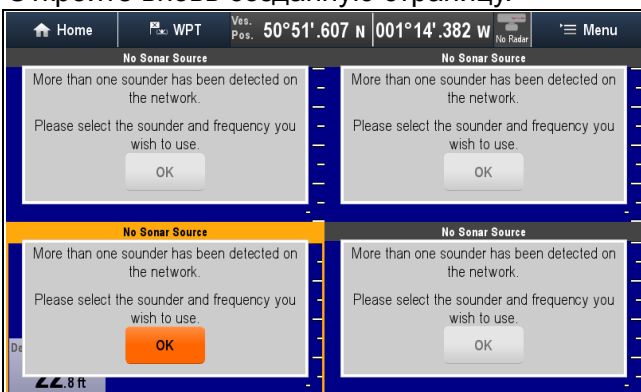 Откройте вновь созданную страницу.
Home WPT Ves. Pos. 50°51'.607 N 001°14'.382 W No Radar Menu
No Sonar Source
More than one sounder has been detected on
the network.
Please select the sounder and frequency you
wish to use.
OK
No Sonar Source
More than one sounder has been detected on
the network.
Please select the sounder and frequency you
wish to use.
OK
No Sonar Source
More than one sounder has been detected on
the network.
Please select the sounder and frequency you
wish to use.
OK
22.8 ft
No Sonar Source
More than one sounder has been detected on
the network.
Please select the sounder and frequency you
wish to use.
OK